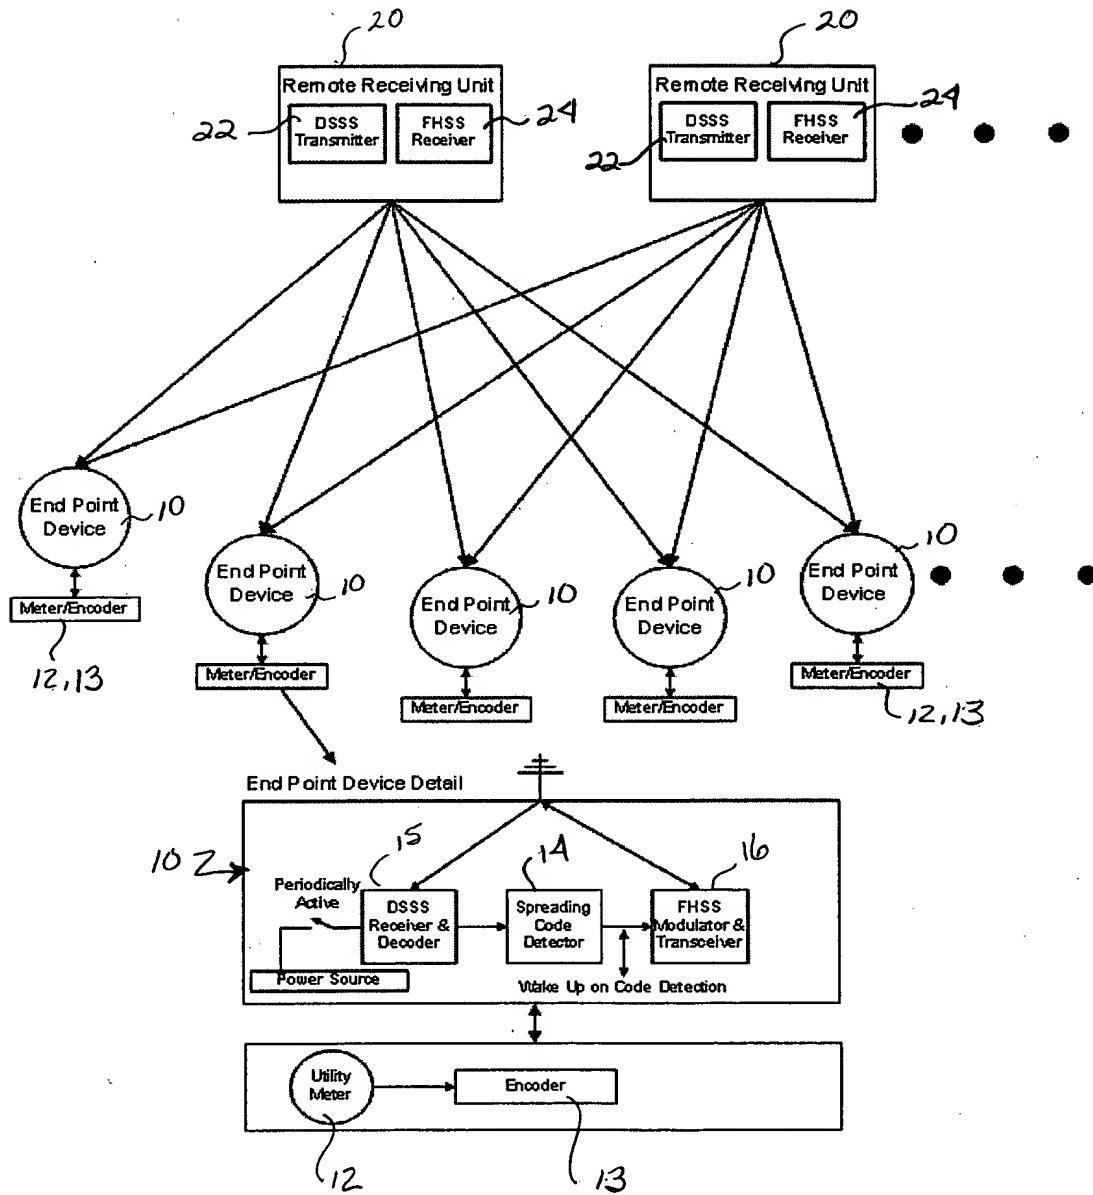 20
20
Remote Receiving Unit
Remote Receiving Unit
22
DSSS
Transmitter
FHSS
Receiver
24
22
DSSS
Transmitter
FHSS
Receiver
24
End Point
Device
10
End Point
Device
10
End Point
Device
10
End Point
Device
10
End Point
Device
10
Meter/Encoder
Meter/Encoder
Meter/Encoder
Meter/Encoder
Meter/Encoder
12,13
12,13
End Point Device Detail
10
15
14
16
Periodically
Active
DSSS
Receiver &
Decoder
Spreading
Code
Detector
FHSS
Modulator &
Transceiver
Power Source
Wake Up on Code Detection
Utility
Meter
Encoder
12
13